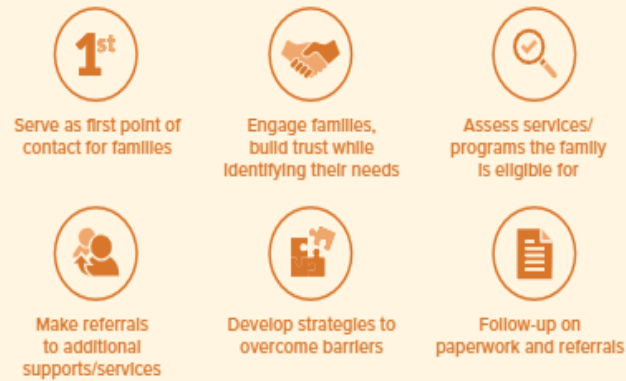 1st
Serve as first point of
contact for families
Engage families,
build trust while
identifying their needs
Assess services/
programs the family
is eligible for
Make referrals
to additional
supports/services
Develop strategies to
overcome barriers
Follow-up on
paperwork and referrals